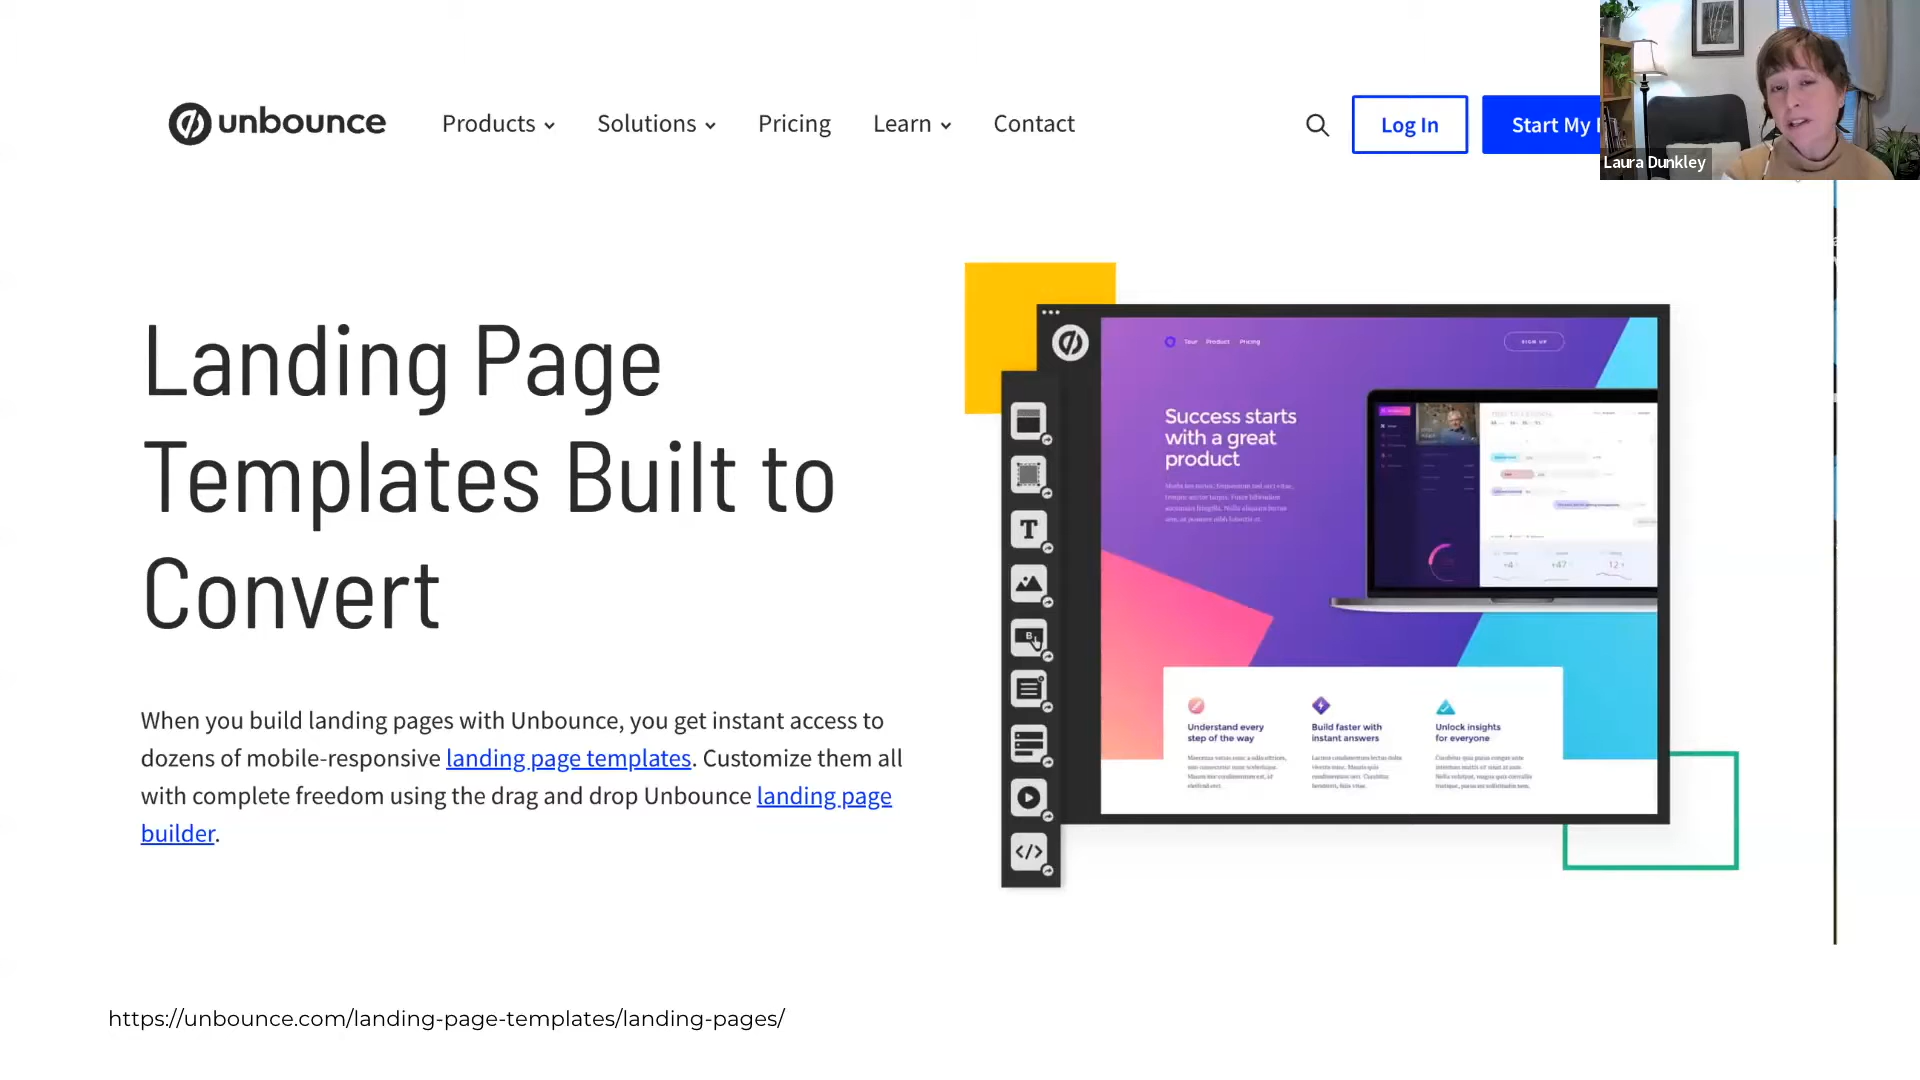 unbounce
Products
Solutions
Pricing
Learn
Contact
Log In
Start My
Laura Dunkley
Landing Page
Templates Built to
Convert
When you build landing pages with Unbounce, you get instant access to
dozens of mobile-responsive landing page templates. Customize them all
with complete freedom using the drag and drop Unbounce landing page
builder.
Tour Product Pricing
SIGN UP
Success starts
with a great
product
T
B
</>
Understand every
step of the way
Build faster with
instant answers
Unlock insights
for everyone
https://unbounce.com/landing-page-templates/landing-pages/